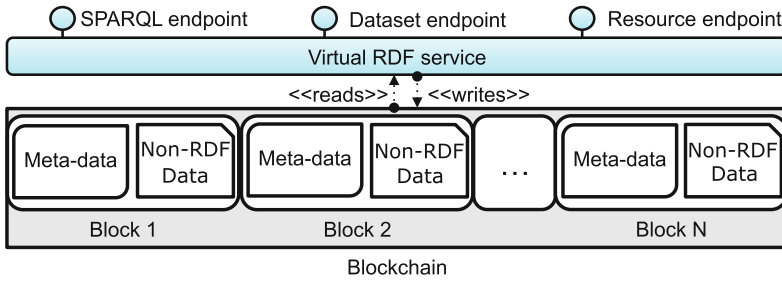 SPARQL endpoint Dataset endpoint Resource endpoint
Virtual RDF service
<<reads>> <<writes>>
Meta-data Non-RDF Data Meta-data Non-RDF Data ... Meta-data Non-RDF Data
Block 1 Block 2 Block N
Blockchain